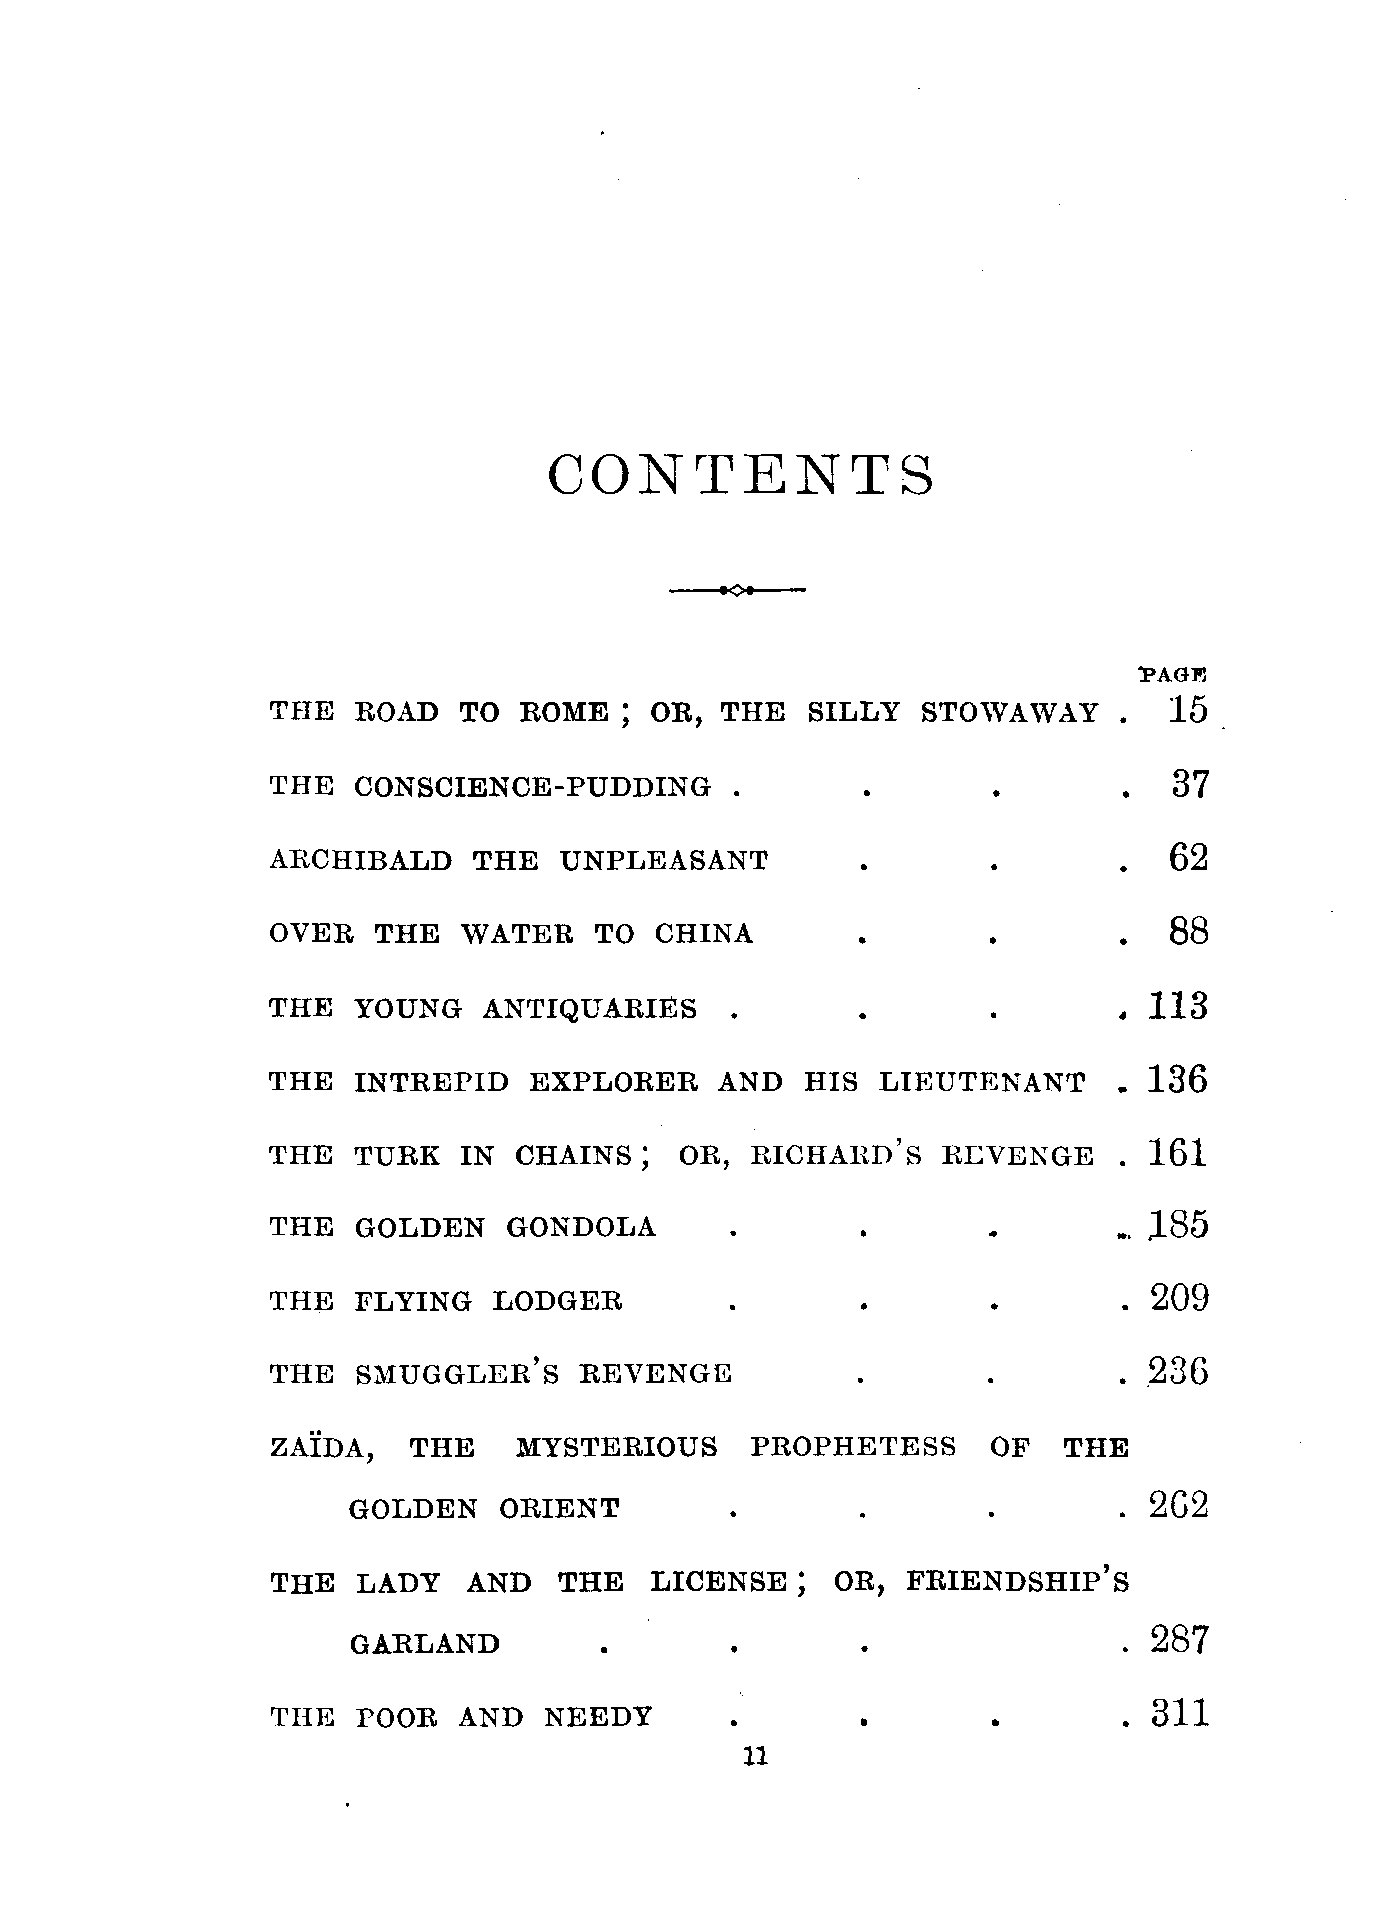 CONTENTS
PAGE
THE ROAD TO ROME; OR, THE SILLY STOWAWAY . 15
THE CONSCIENCE-PUDDING . . . . 37
ARCHIBALD THE UNPLEASANT . . . 62
OVER THE WATER TO CHINA . . . 88
THE YOUNG ANTIQUARIES . . . . 113
THE INTREPID EXPLORER AND HIS LIEUTENANT . 136
THE TURK IN CHAINS; OR, RICHARD'S REVENGE . 161
THE GOLDEN GONDOLA . . . . 185
THE FLYING LODGER . . . . 209
THE SMUGGLER'S REVENGE . . . 236
ZAÏDA, THE MYSTERIOUS PROPHETESS OF THE
GOLDEN ORIENT . . . . 262
THE LADY AND THE LICENSE; OR, FRIENDSHIP'S
GARLAND . . . . 287
THE POOR AND NEEDY . . . . 311
11